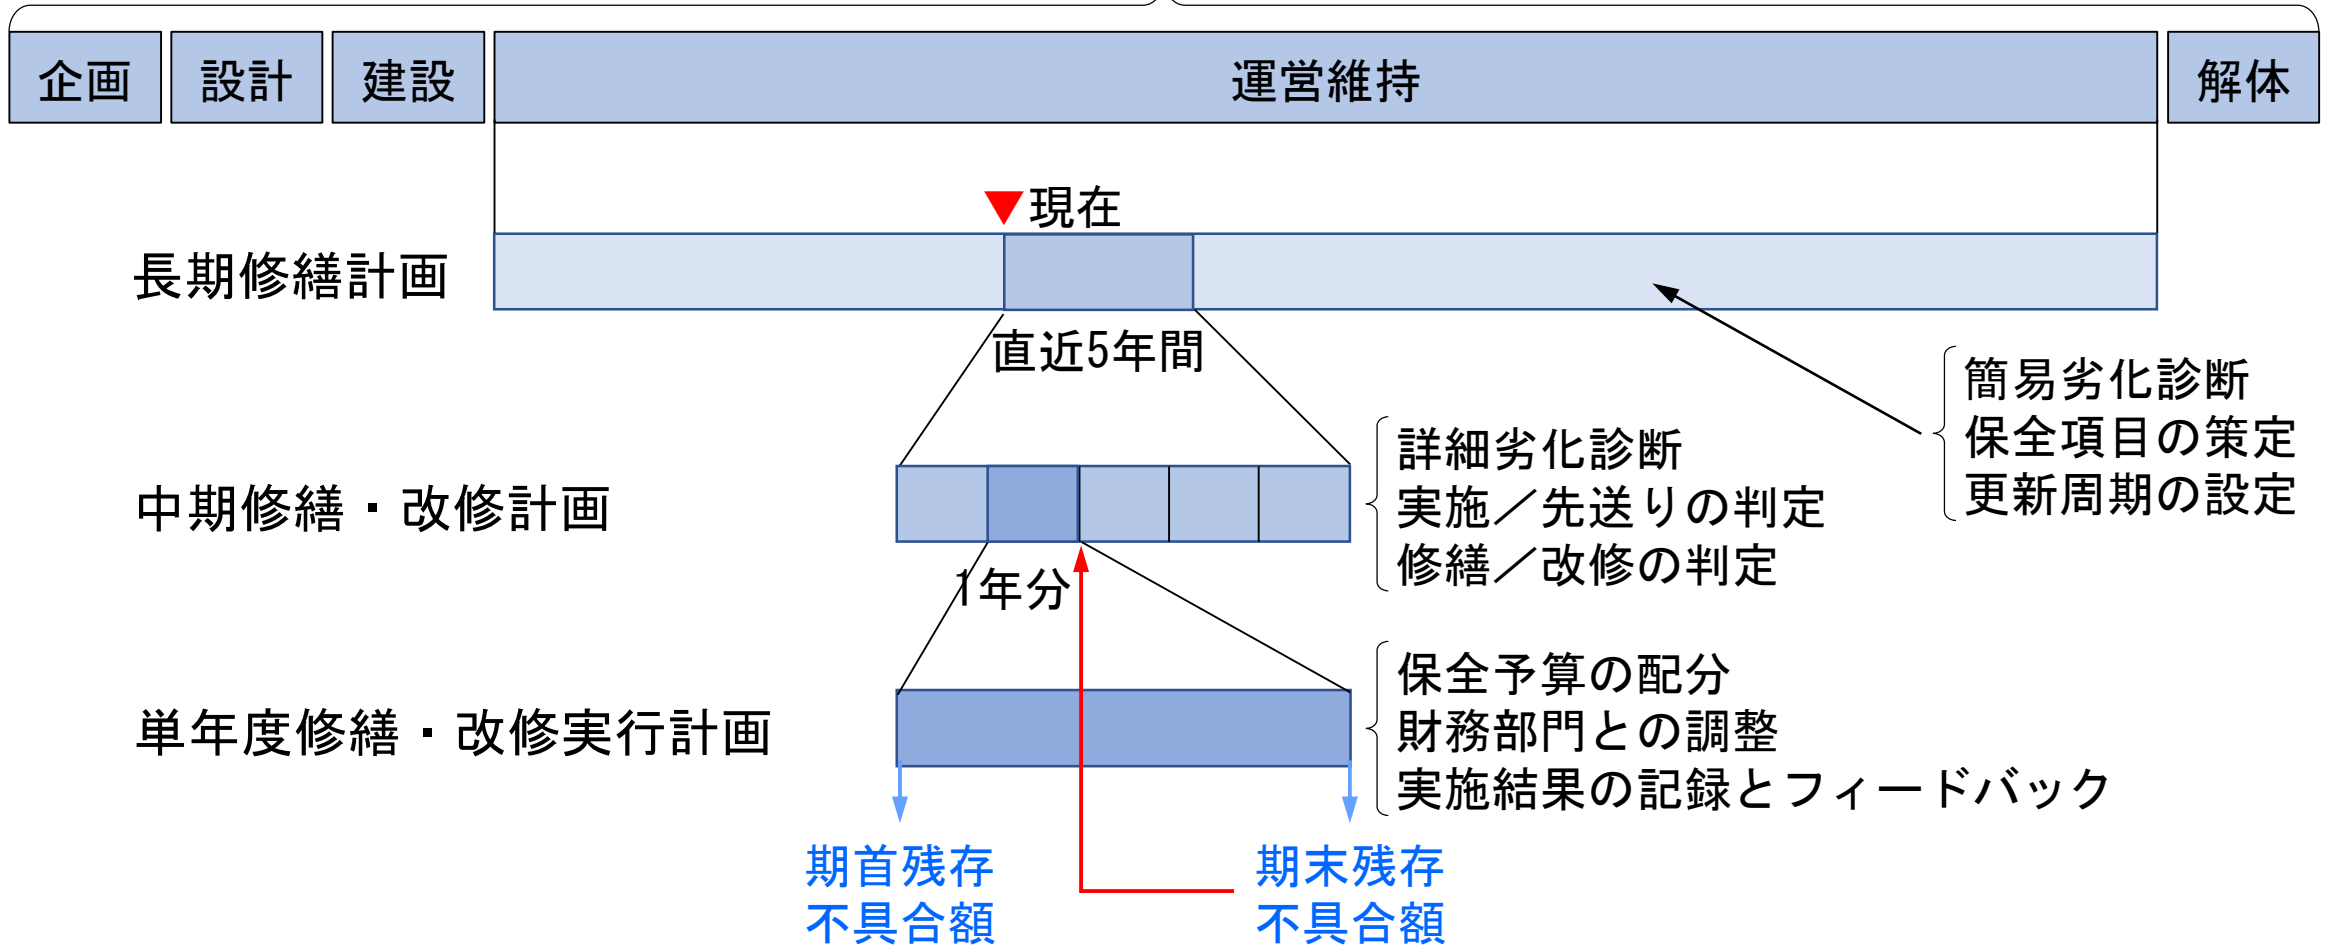 企画
設計
建設
運営維持
解体
現在
長期修繕計画
直近5年間
簡易劣化診断
保全項目の策定
更新周期の設定
中期修繕・改修計画
詳細劣化診断
実施／先送りの判定
修繕／改修の判定
1年分
単年度修繕・改修実行計画
保全予算の配分
財務部門との調整
実施結果の記録とフィードバック
期首残存
不具合額
期末残存
不具合額